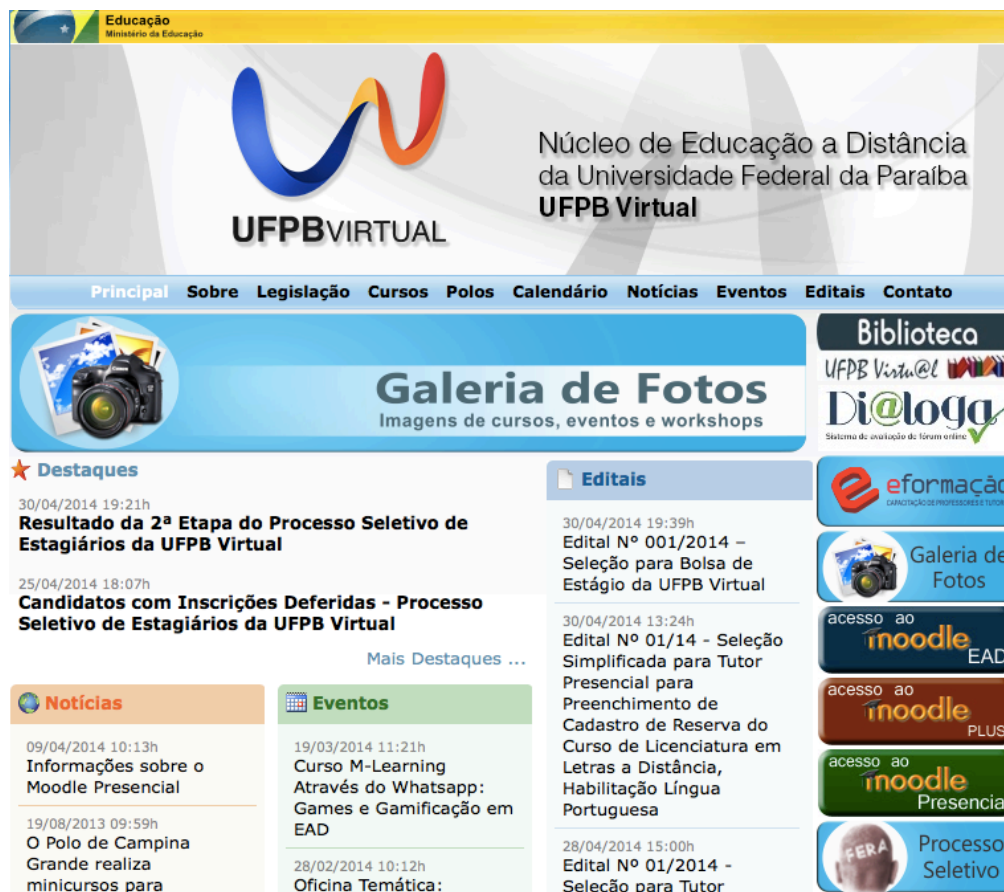 Educação
Ministério da Educação
UFPBVIRTUAL
Núcleo de Educação a Distância
da Universidade Federal da Paraíba
UFPB Virtual
Principal Sobre Legislação Cursos Polos Calendário Notícias Eventos Editais Contato
Galeria de Fotos
Imagens de cursos, eventos e workshops
Destaques
30/04/2014 19:21h
Resultado da 2ª Etapa do Processo Seletivo de
Estagiários da UFPB Virtual
25/04/2014 18:07h
Candidatos com Inscrições Deferidas - Processo
Seletivo de Estagiários da UFPB Virtual
Mais Destaques ...
Notícias
09/04/2014 10:13h
Informações sobre o
Moodle Presencial
19/08/2013 09:59h
O Polo de Campina
Grande realiza
minicursos para
Eventos
19/03/2014 11:21h
Curso M-Learning
Através do Whatsapp:
Games e Gamificação em
EAD
28/02/2014 10:12h
Oficina Temática:
Editais
30/04/2014 19:39h
Edital Nº 001/2014 –
Seleção para Bolsa de
Estágio da UFPB Virtual
30/04/2014 13:24h
Edital Nº 01/14 - Seleção
Simplificada para Tutor
Presencial para
Preenchimento de
Cadastro de Reserva do
Curso de Licenciatura em
Letras a Distância,
Habilitação Língua
Portuguesa
28/04/2014 15:00h
Edital Nº 01/2014 -
Seleção para Tutor
Biblioteca
UFPB Virtu@l
Di@loga
Sistema de avaliação de fórum online
eformação
CAPACITAÇÃO DE PROFESSORES E TUTOR
Galeria de
Fotos
acesso ao
moodle
EAD
acesso ao
moodle
PLUS
acesso ao
moodle
Presencia
FERA
Processo
Seletivo